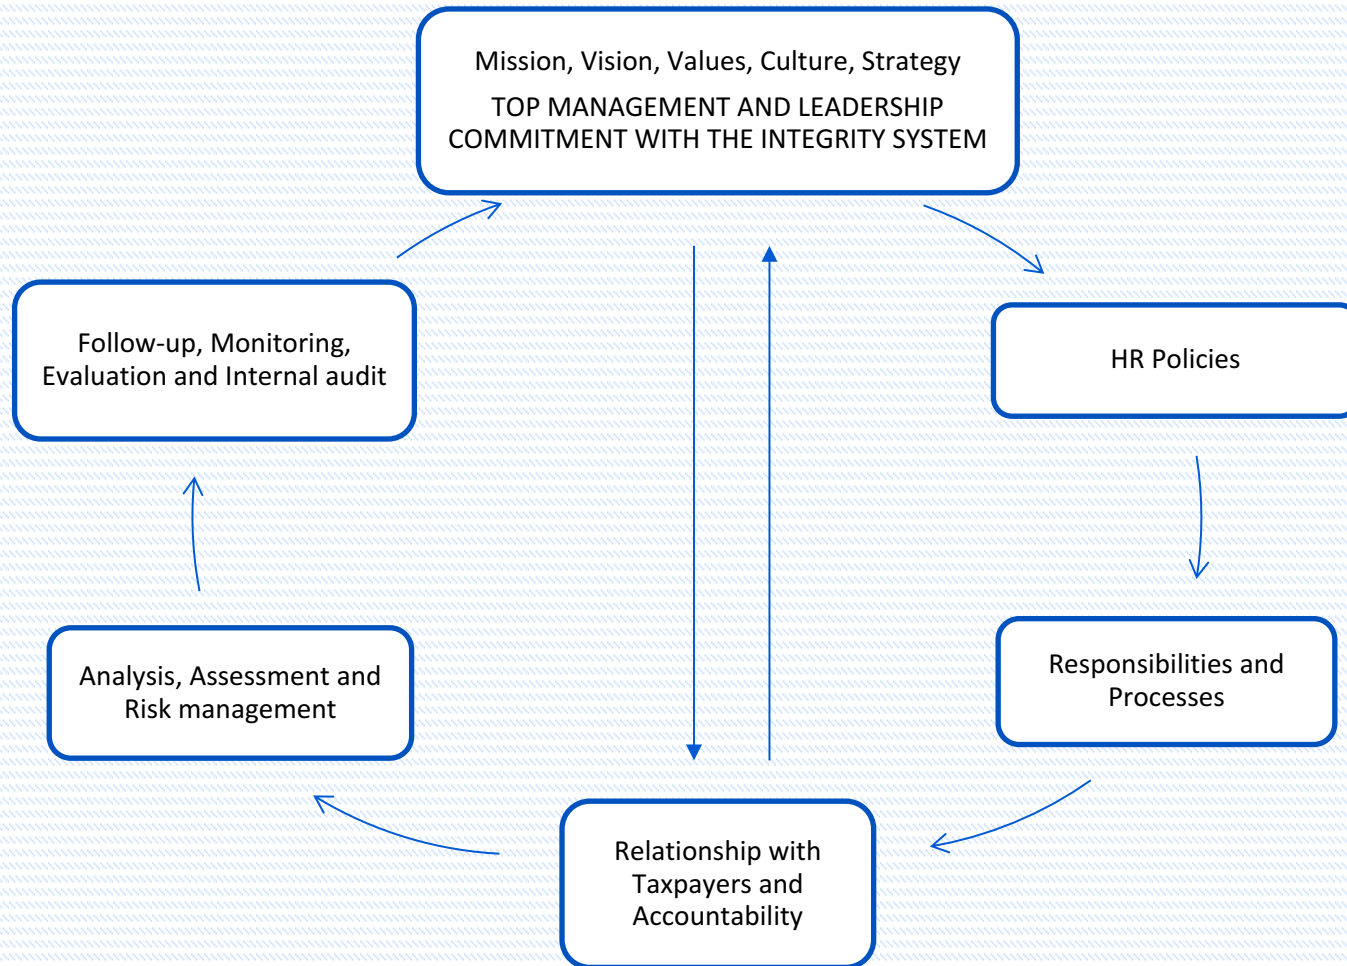 Mission, Vision, Values, Culture, Strategy
TOP MANAGEMENT AND LEADERSHIP
COMMITMENT WITH THE INTEGRITY SYSTEM
Follow-up, Monitoring,
Evaluation and Internal audit
HR Policies
Analysis, Assessment and
Risk management
Responsibilities and
Processes
Relationship with
Taxpayers and
Accountability